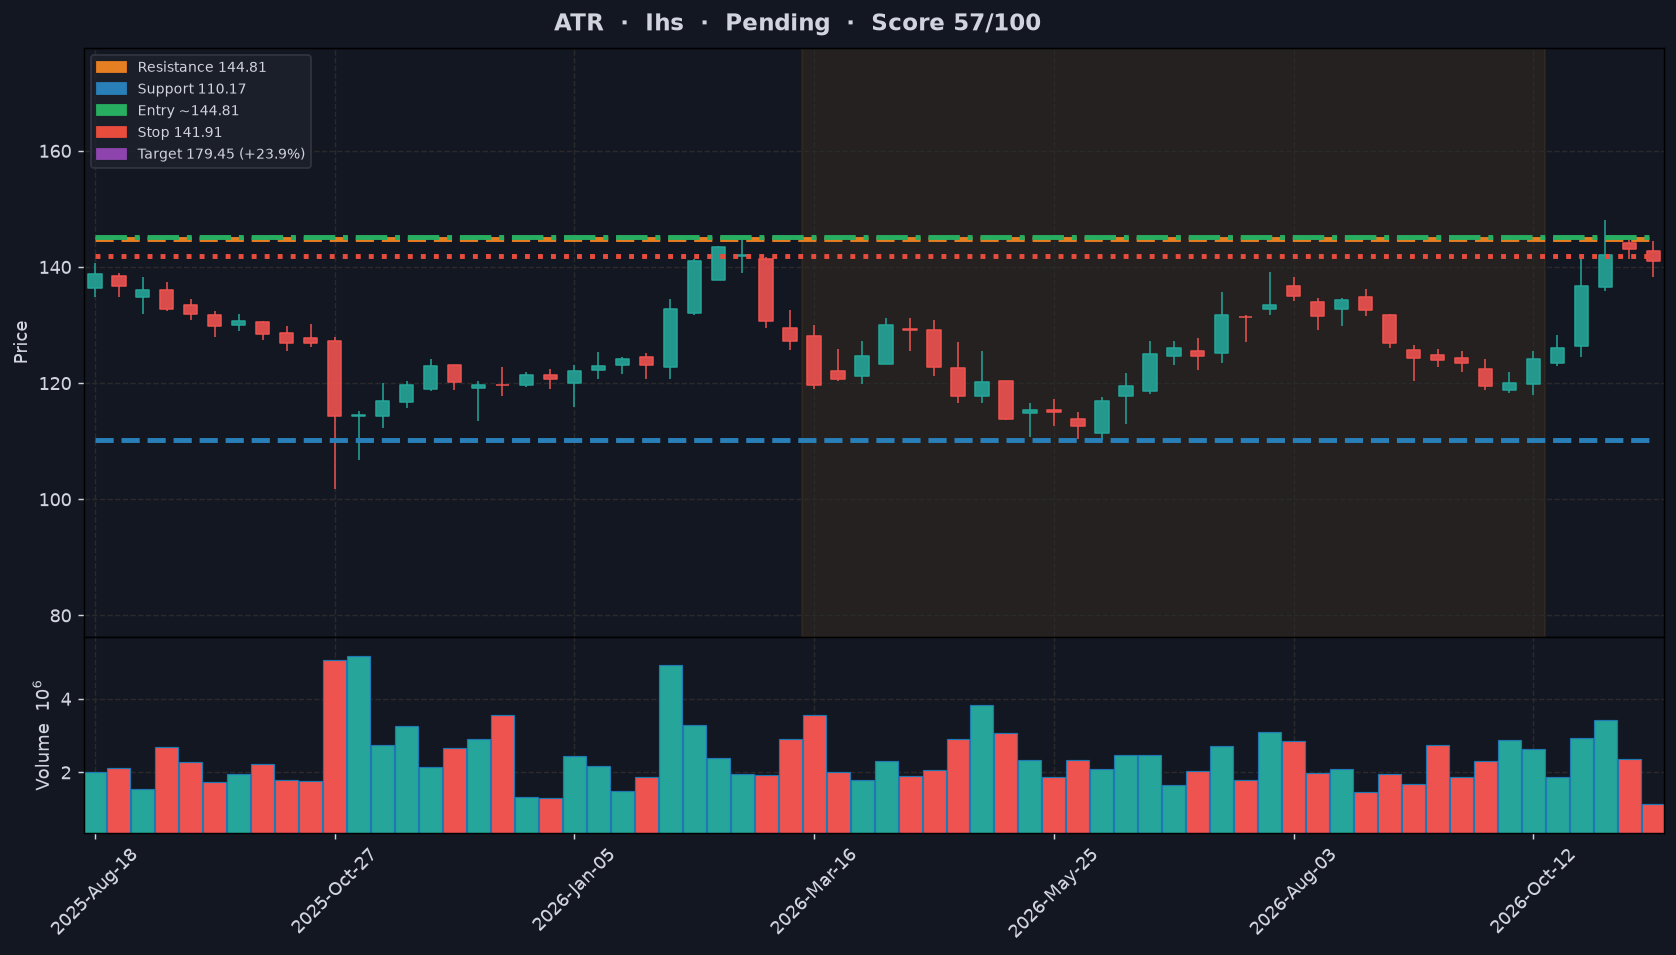 ATR · Ihs · Pending · Score 57/100
Resistance 144.81
Support 110.17
Entry ~144.81
Stop 141.91
Target 179.45 (+23.9%)
Price
160
140
120
100
80
Volume 10⁶
4
2
2025-Aug-18
2025-Oct-27
2026-Jan-05
2026-Mar-16
2026-May-25
2026-Aug-03
2026-Oct-12